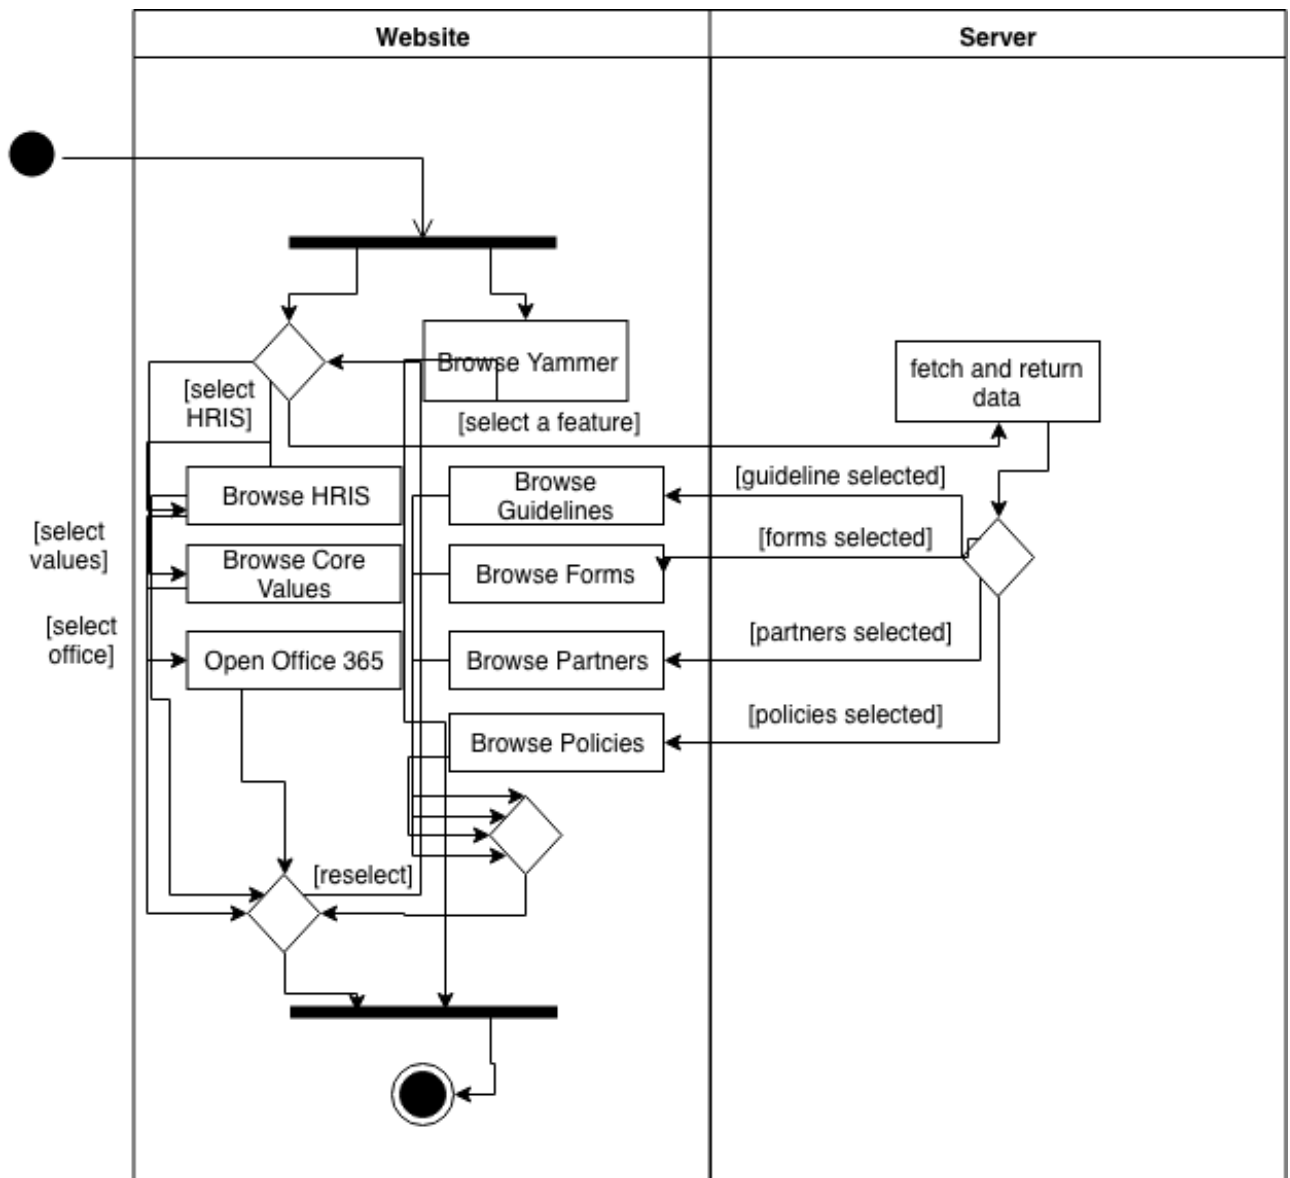 Website
Server
Browse Yammer
fetch and return
data
[select
HRIS]
[select a feature]
Browse HRIS
Browse
Guidelines
[guideline selected]
[select
values]
Browse Core
Values
Browse Forms
[forms selected]
[select
office]
Open Office 365
Browse Partners
[partners selected]
Browse Policies
[policies selected]
[reselect]